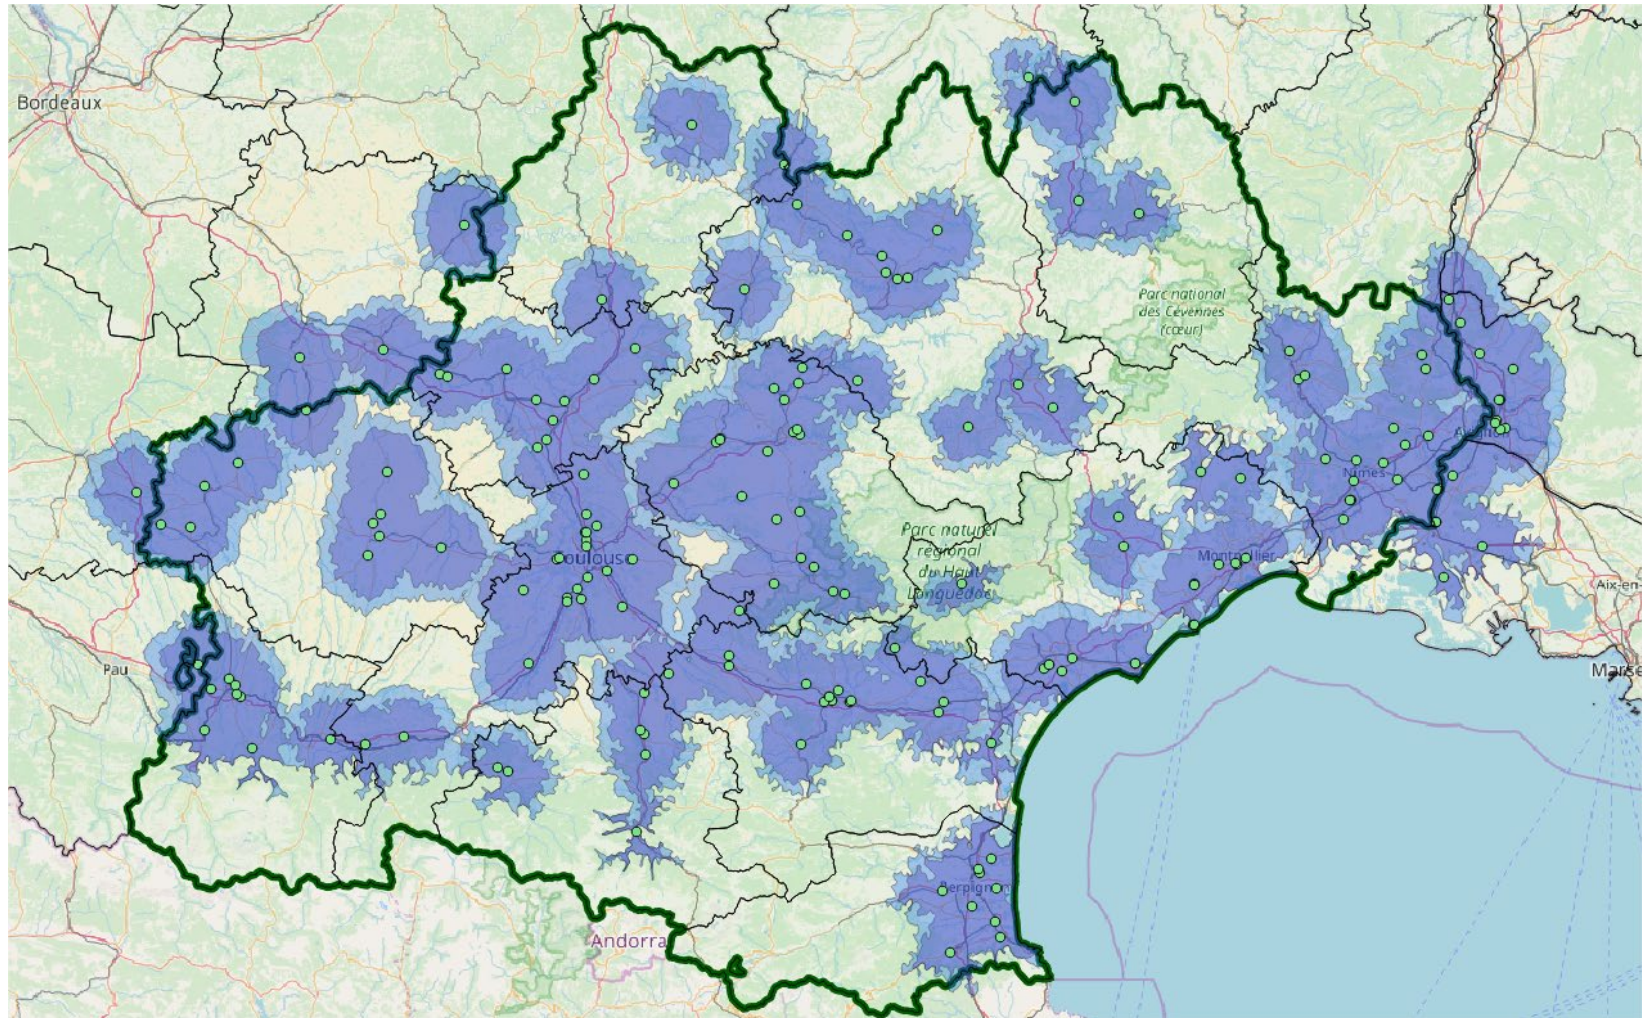 Bordeaux
Parc national
des Cévennes
(cœur)
Avignon
Nîmes
Parc naturel
régional
du Haut-
Languedoc
Toulouse
Montpellier
Aix-en-
Pau
Marse
Perpignan
Andorra